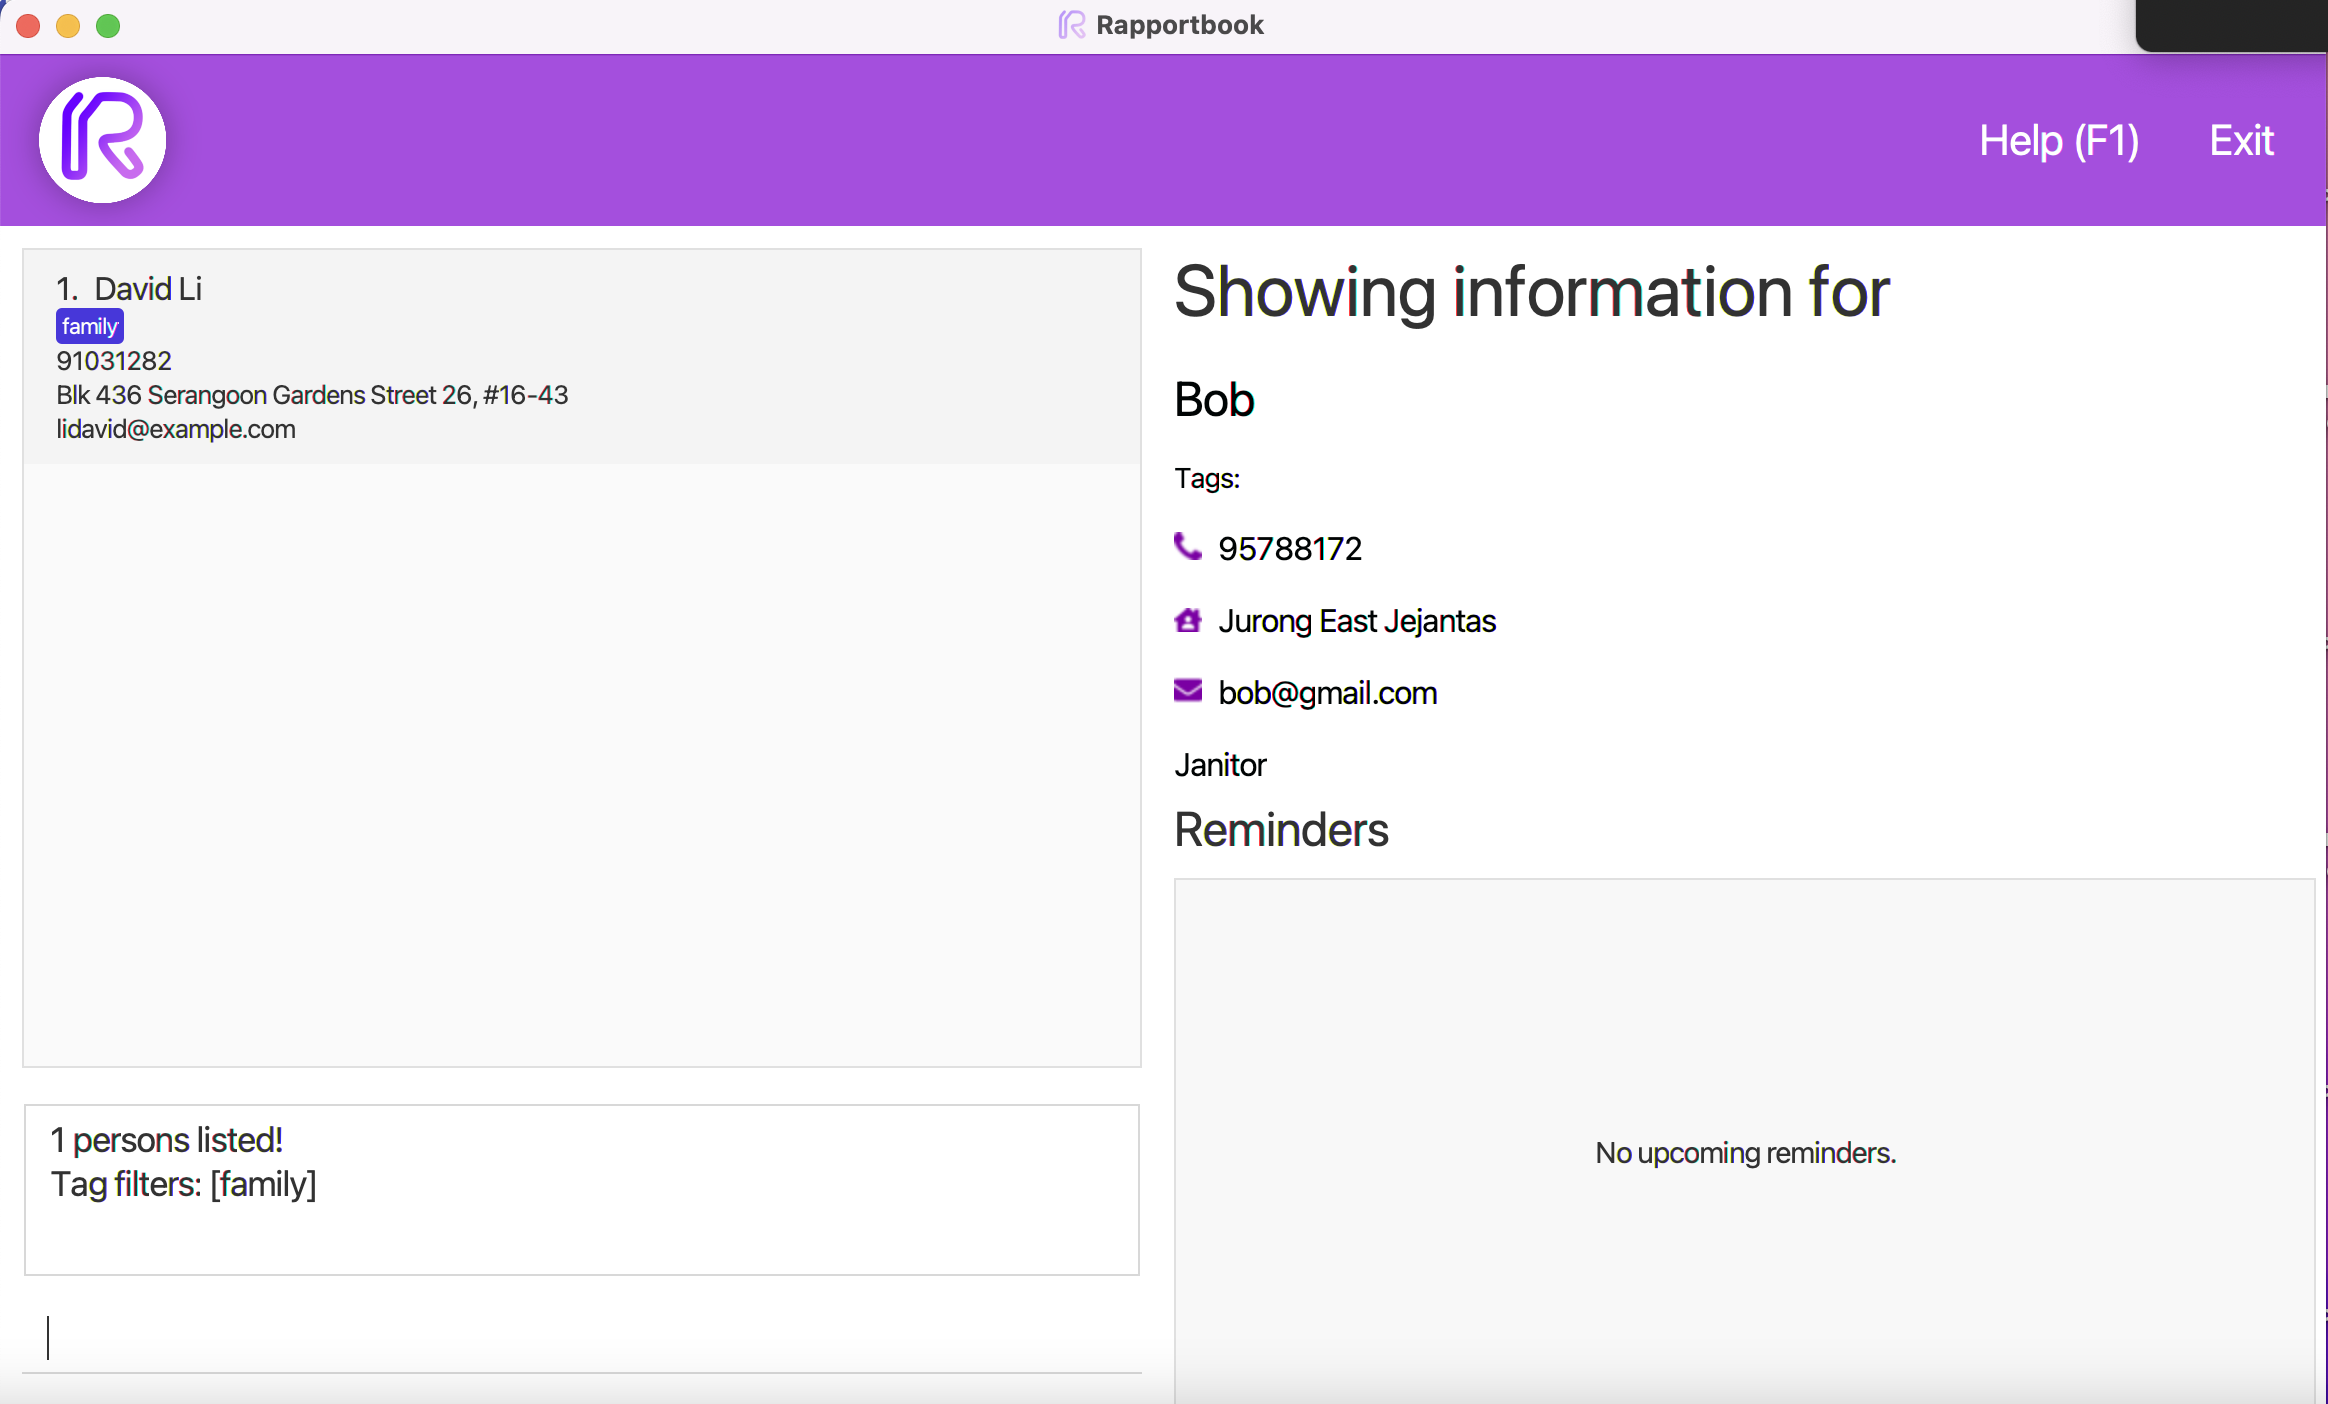 Rapportbook
Help (F1) Exit
1. David Li
family
91031282
Blk 436 Serangoon Gardens Street 26, #16-43
lidavid@example.com
1 persons listed!
Tag filters: [family]
Showing information for
Bob
Tags:
95788172
Jurong East Jejantas
bob@gmail.com
Janitor
Reminders
No upcoming reminders.